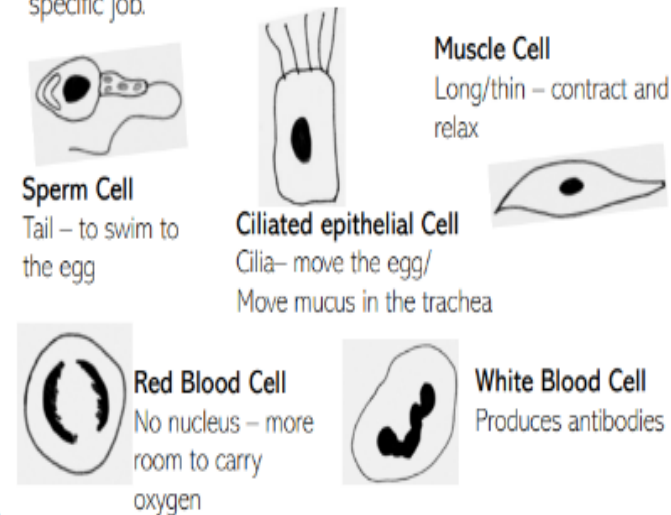 specific job.
Muscle Cell
Long/thin – contract and
relax
Sperm Cell
Tail – to swim to
the egg
Ciliated epithelial Cell
Cilia– move the egg/
Move mucus in the trachea
Red Blood Cell
No nucleus – more
room to carry
oxygen
White Blood Cell
Produces antibodies